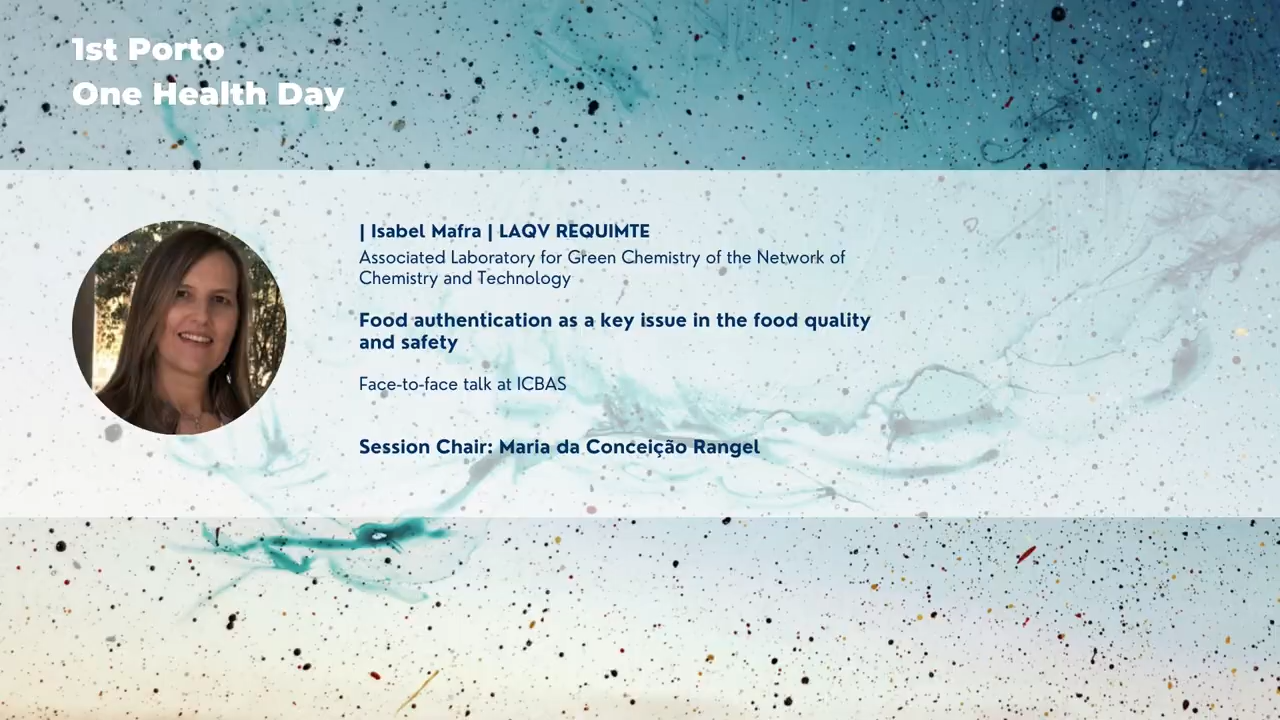 1st Porto
One Health Day
| Isabel Mafra | LAQV REQUIMTE
Associated Laboratory for Green Chemistry of the Network of
Chemistry and Technology
Food authentication as a key issue in the food quality
and safety
Face-to-face talk at ICBAS
Session Chair: Maria da Conceição Rangel